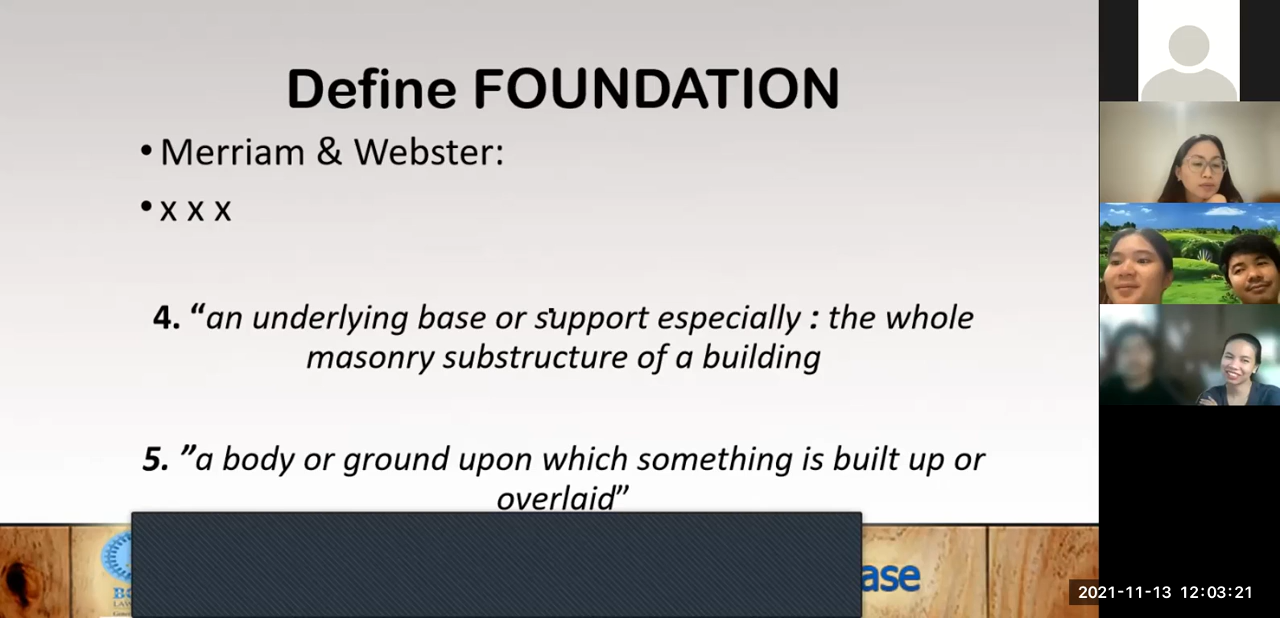 Define FOUNDATION
• Merriam & Webster:
• x x x
4. “an underlying base or support especially : the whole
masonry substructure of a building
5. ”a body or ground upon which something is built up or
overlaid”
ase
2021-11-13 12:03:21